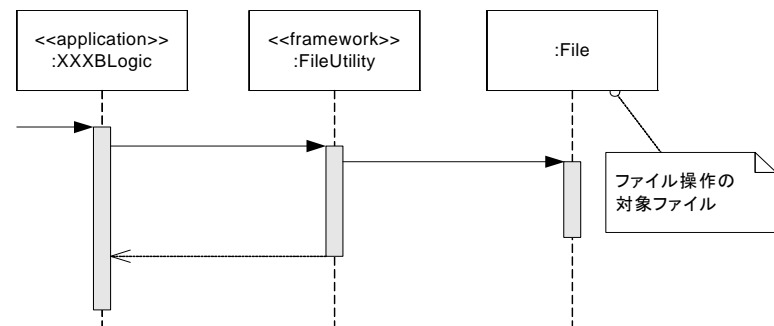 <<application>>
:XXXBLogic
<<framework>>
:FileUtility
:File
ファイル操作の
対象ファイル